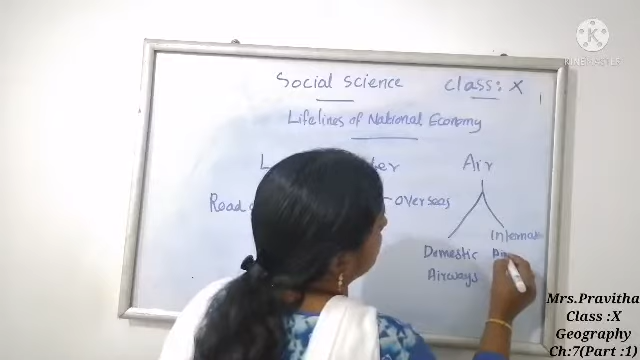 KINEMASTER
Social Science Class: X
Lifelines of National Economy
Air
Road overseas
Domestic
Airways
Mrs.Pravitha
Class :X
Geography
Ch:7(Part :1)